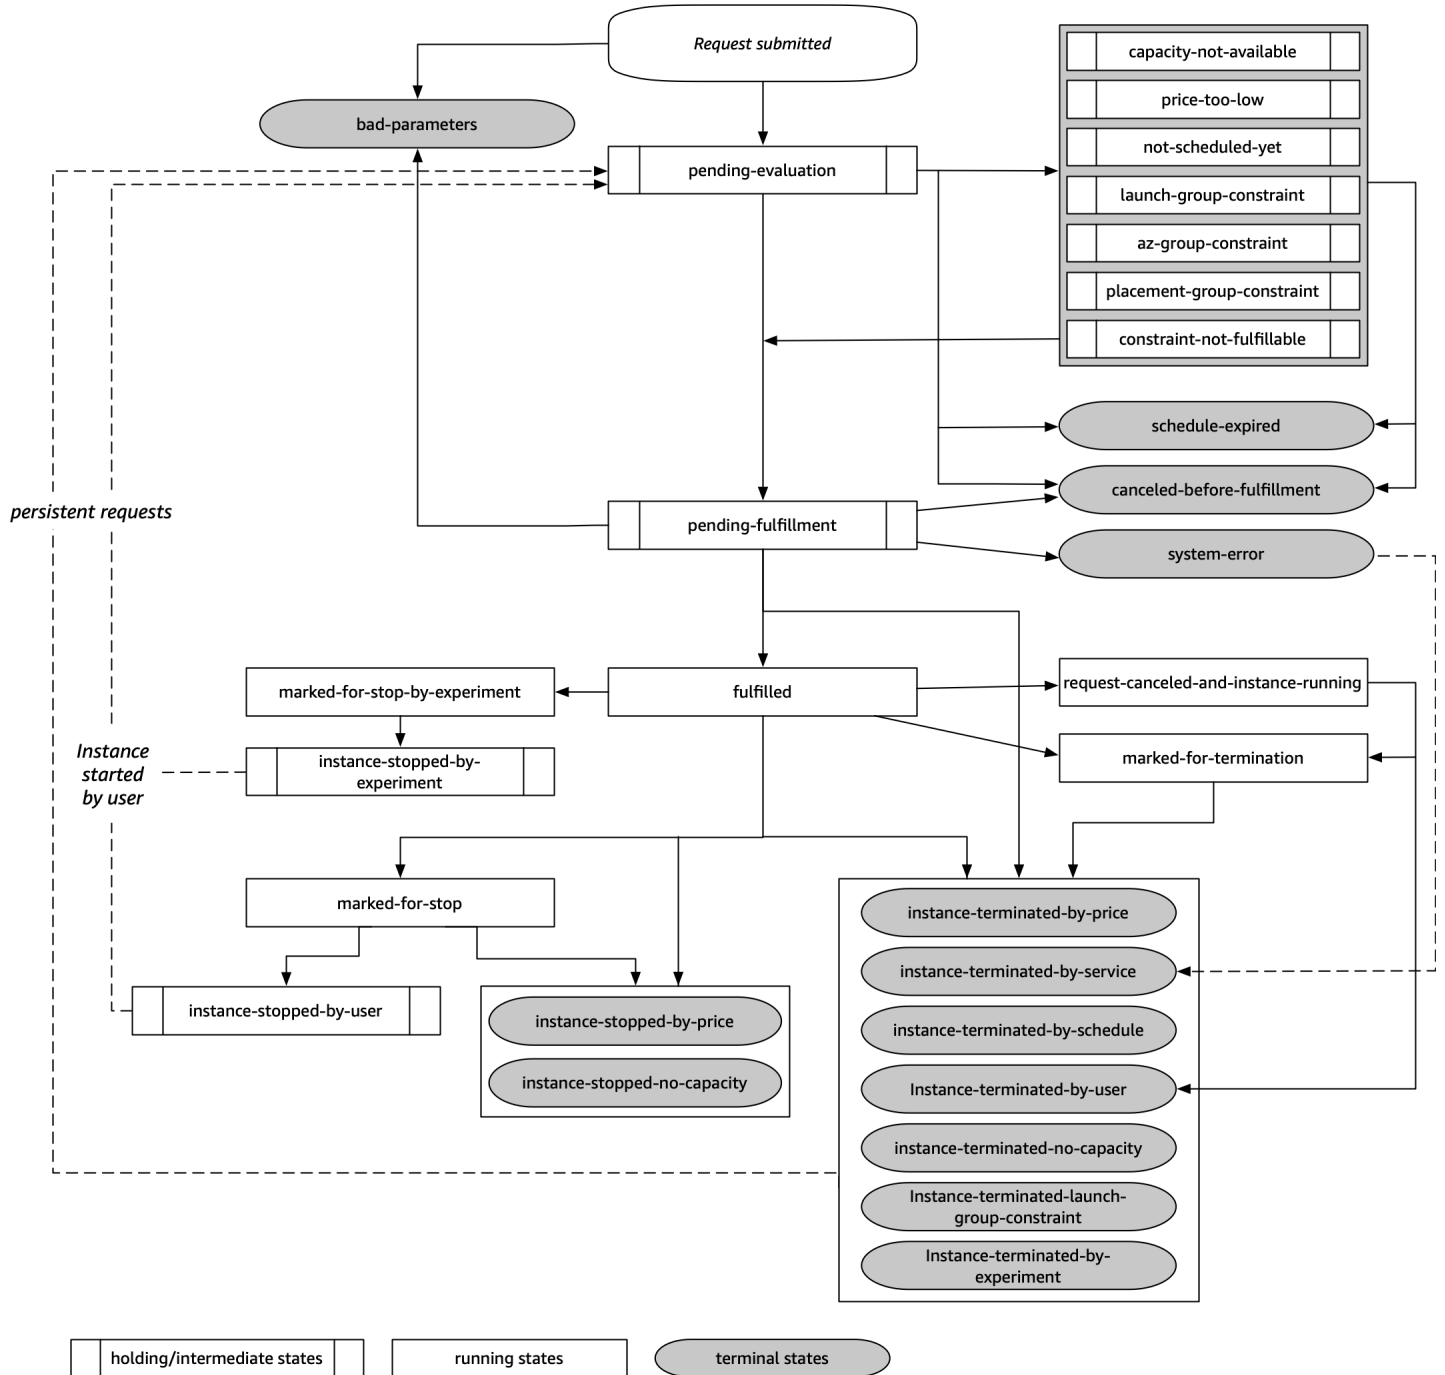 Request submitted
capacity-not-available
price-too-low
bad-parameters
not-scheduled-yet
pending-evaluation
launch-group-constraint
az-group-constraint
placement-group-constraint
constraint-not-fulfillable
schedule-expired
canceled-before-fulfillment
persistent requests
pending-fulfillment
system-error
marked-for-stop-by-experiment
fulfilled
request-canceled-and-instance-running
Instance
started
by user
instance-stopped-by-
experiment
marked-for-termination
marked-for-stop
instance-terminated-by-price
instance-terminated-by-service
instance-stopped-by-user
instance-stopped-by-price
instance-terminated-by-schedule
instance-stopped-no-capacity
Instance-terminated-by-user
instance-terminated-no-capacity
Instance-terminated-launch-
group-constraint
Instance-terminated-by-
experiment
holding/intermediate states
running states
terminal states